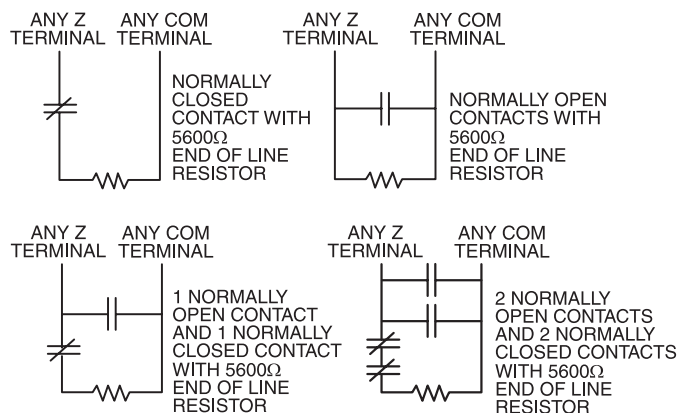 ANY Z
TERMINAL
ANY COM
TERMINAL
NORMALLY
CLOSED
CONTACT WITH
5600Ω
END OF LINE
RESISTOR
ANY Z
TERMINAL
ANY COM
TERMINAL
NORMALLY OPEN
CONTACTS WITH
5600Ω
END OF LINE
RESISTOR
ANY Z
TERMINAL
ANY COM
TERMINAL
1 NORMALLY
OPEN CONTACT
AND 1 NORMALLY
CLOSED CONTACT
WITH 5600Ω
END OF LINE
RESISTOR
ANY Z
TERMINAL
ANY COM
TERMINAL
2 NORMALLY
OPEN CONTACTS
AND 2 NORMALLY
CLOSED CONTACTS
WITH 5600Ω
END OF LINE
RESISTOR